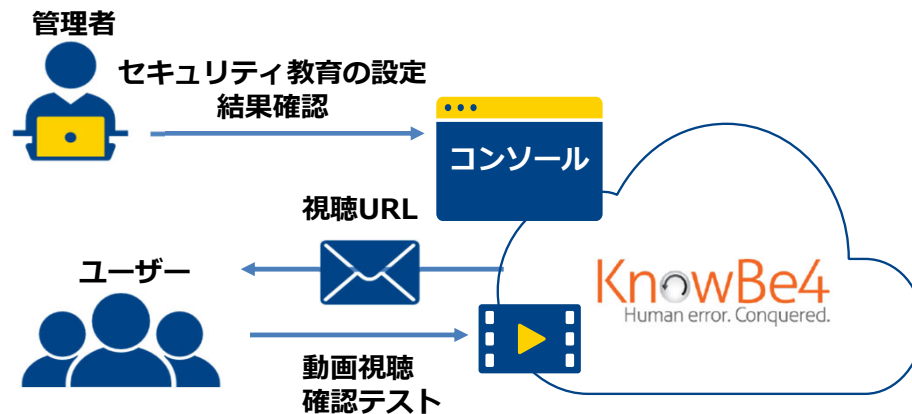 管理者
セキュリティ教育の設定
結果確認
コンソール
視聴URL
ユーザー
KnowBe4
Human error. Conquered.
動画視聴
確認テスト